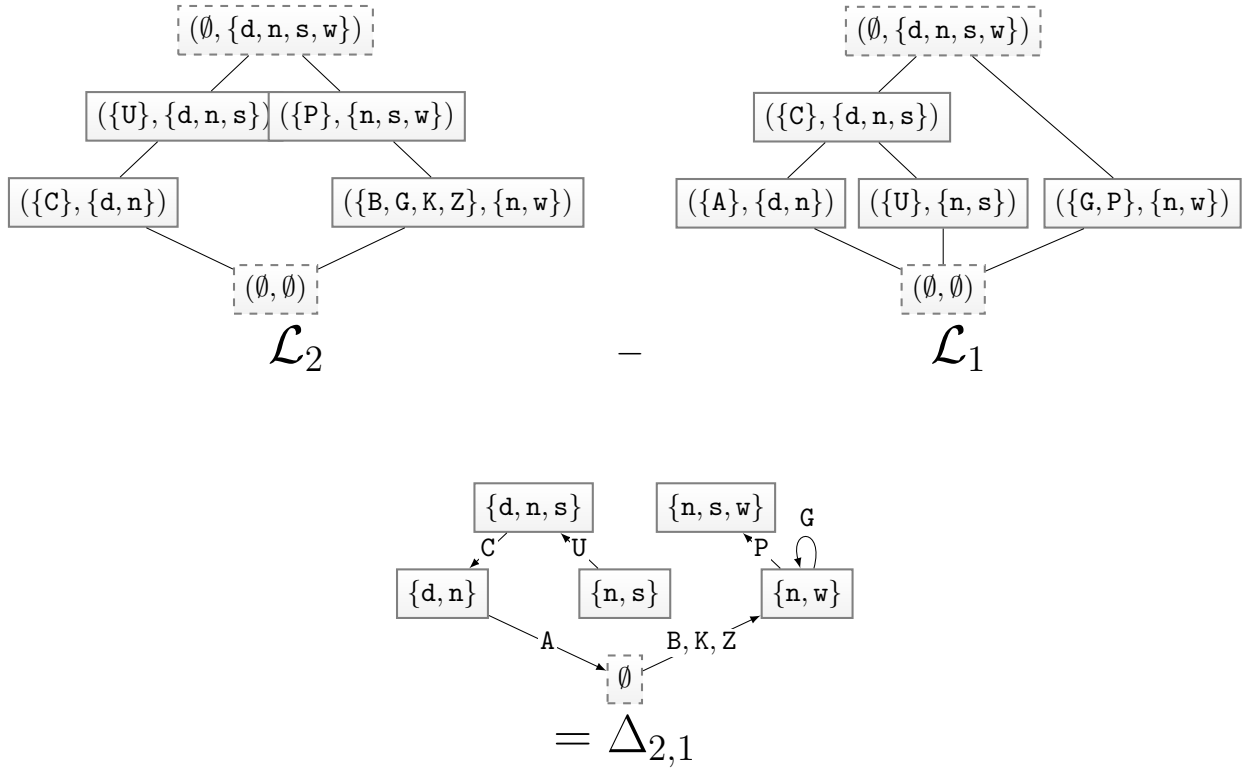 (∅, {d, n, s, w})
(∅, {d, n, s, w})
({U}, {d, n, s})
({P}, {n, s, w})
({C}, {d, n, s})
({C}, {d, n})
({B, G, K, Z}, {n, w})
({A}, {d, n})
({U}, {n, s})
({G, P}, {n, w})
(∅, ∅)
(∅, ∅)
𝓛₂
−
𝓛₁
{d, n, s}
{n, s, w}
G
C
U
P
{d, n}
{n, s}
{n, w}
A
B, K, Z
∅
= Δ₂,₁